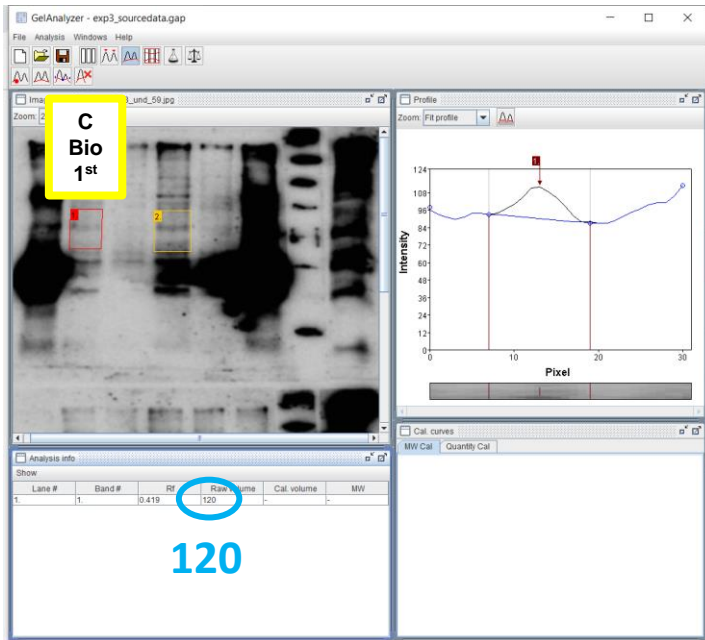 GelAnalyzer - exp3_sourcedata.gap
File Analysis Windows Help
_und_59.jpg
Zoom:
C
Bio
1st
1
2
Profile
Zoom: Fit profile
1
124
108
96
84
72
60
48
36
24
12
0
Intensity
0 10 20 30
Pixel
Analysis info
Show
Lane # Band # Rf Raw volume Cal. volume MW
1. 1. 0.419 120 - -
120
Cal. curves
MW Cal Quantity Cal